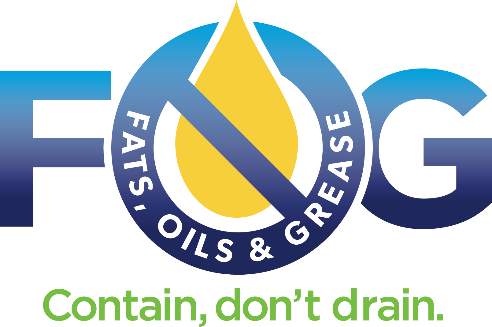 FOG
FATS, OILS & GREASE
Contain, don't drain.